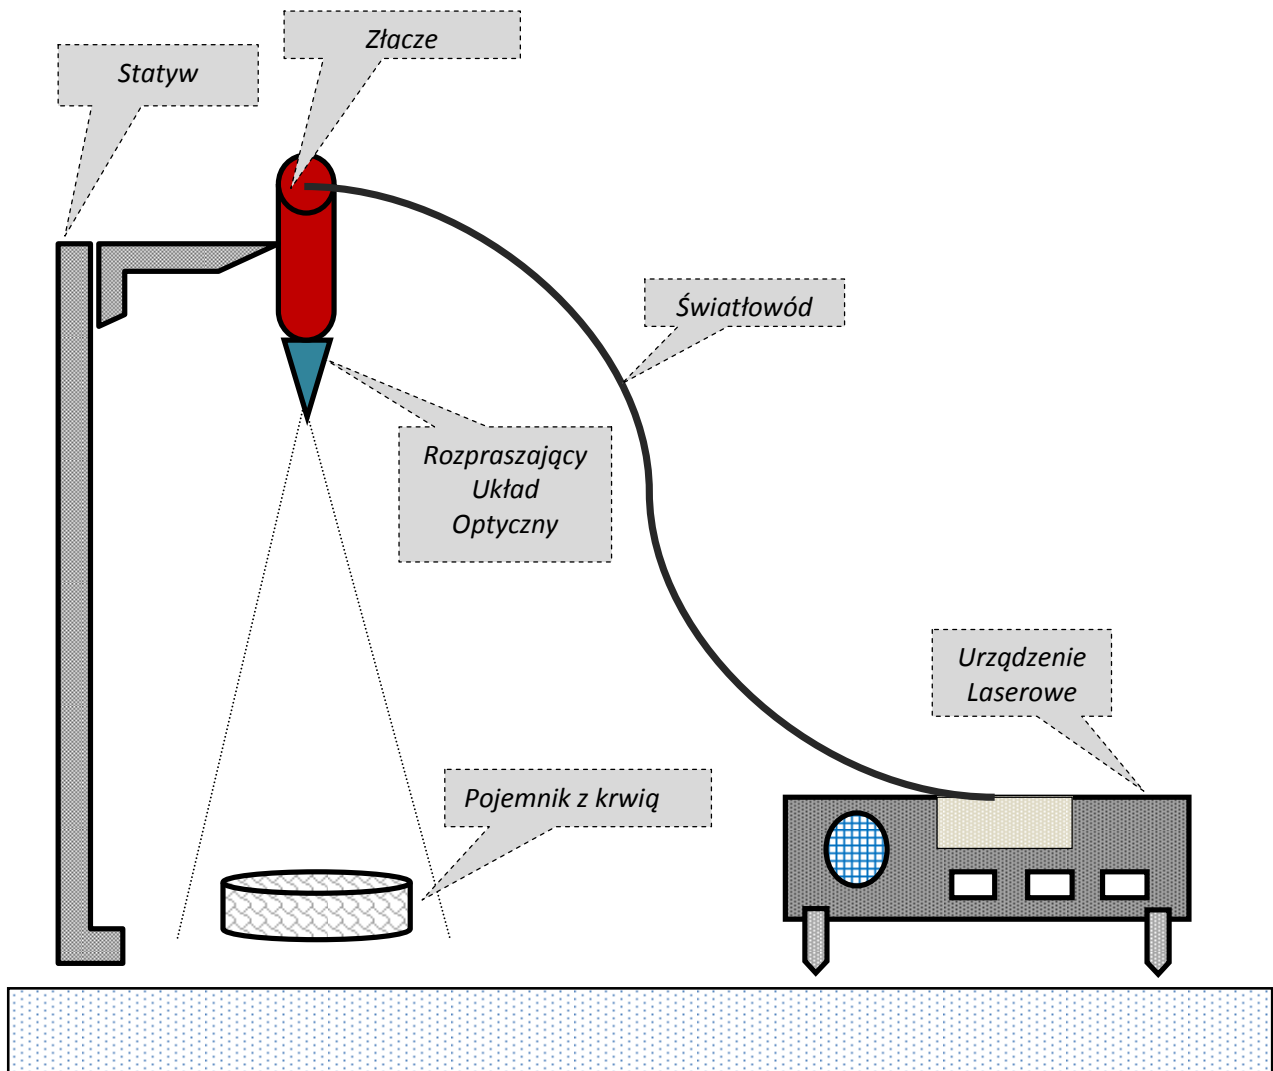 Złącze
Statyw
Światłowód
Rozpraszający
Układ
Optyczny
Urządzenie
Laserowe
Pojemnik z krwią